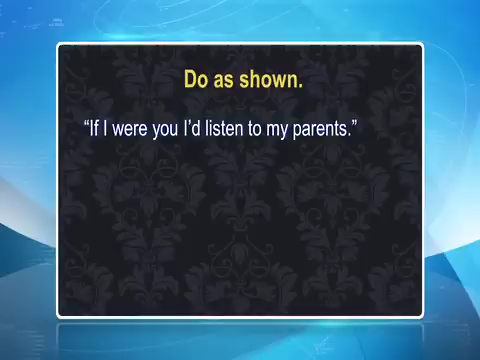 Do as shown.
“If I were you I’d listen to my parents.”